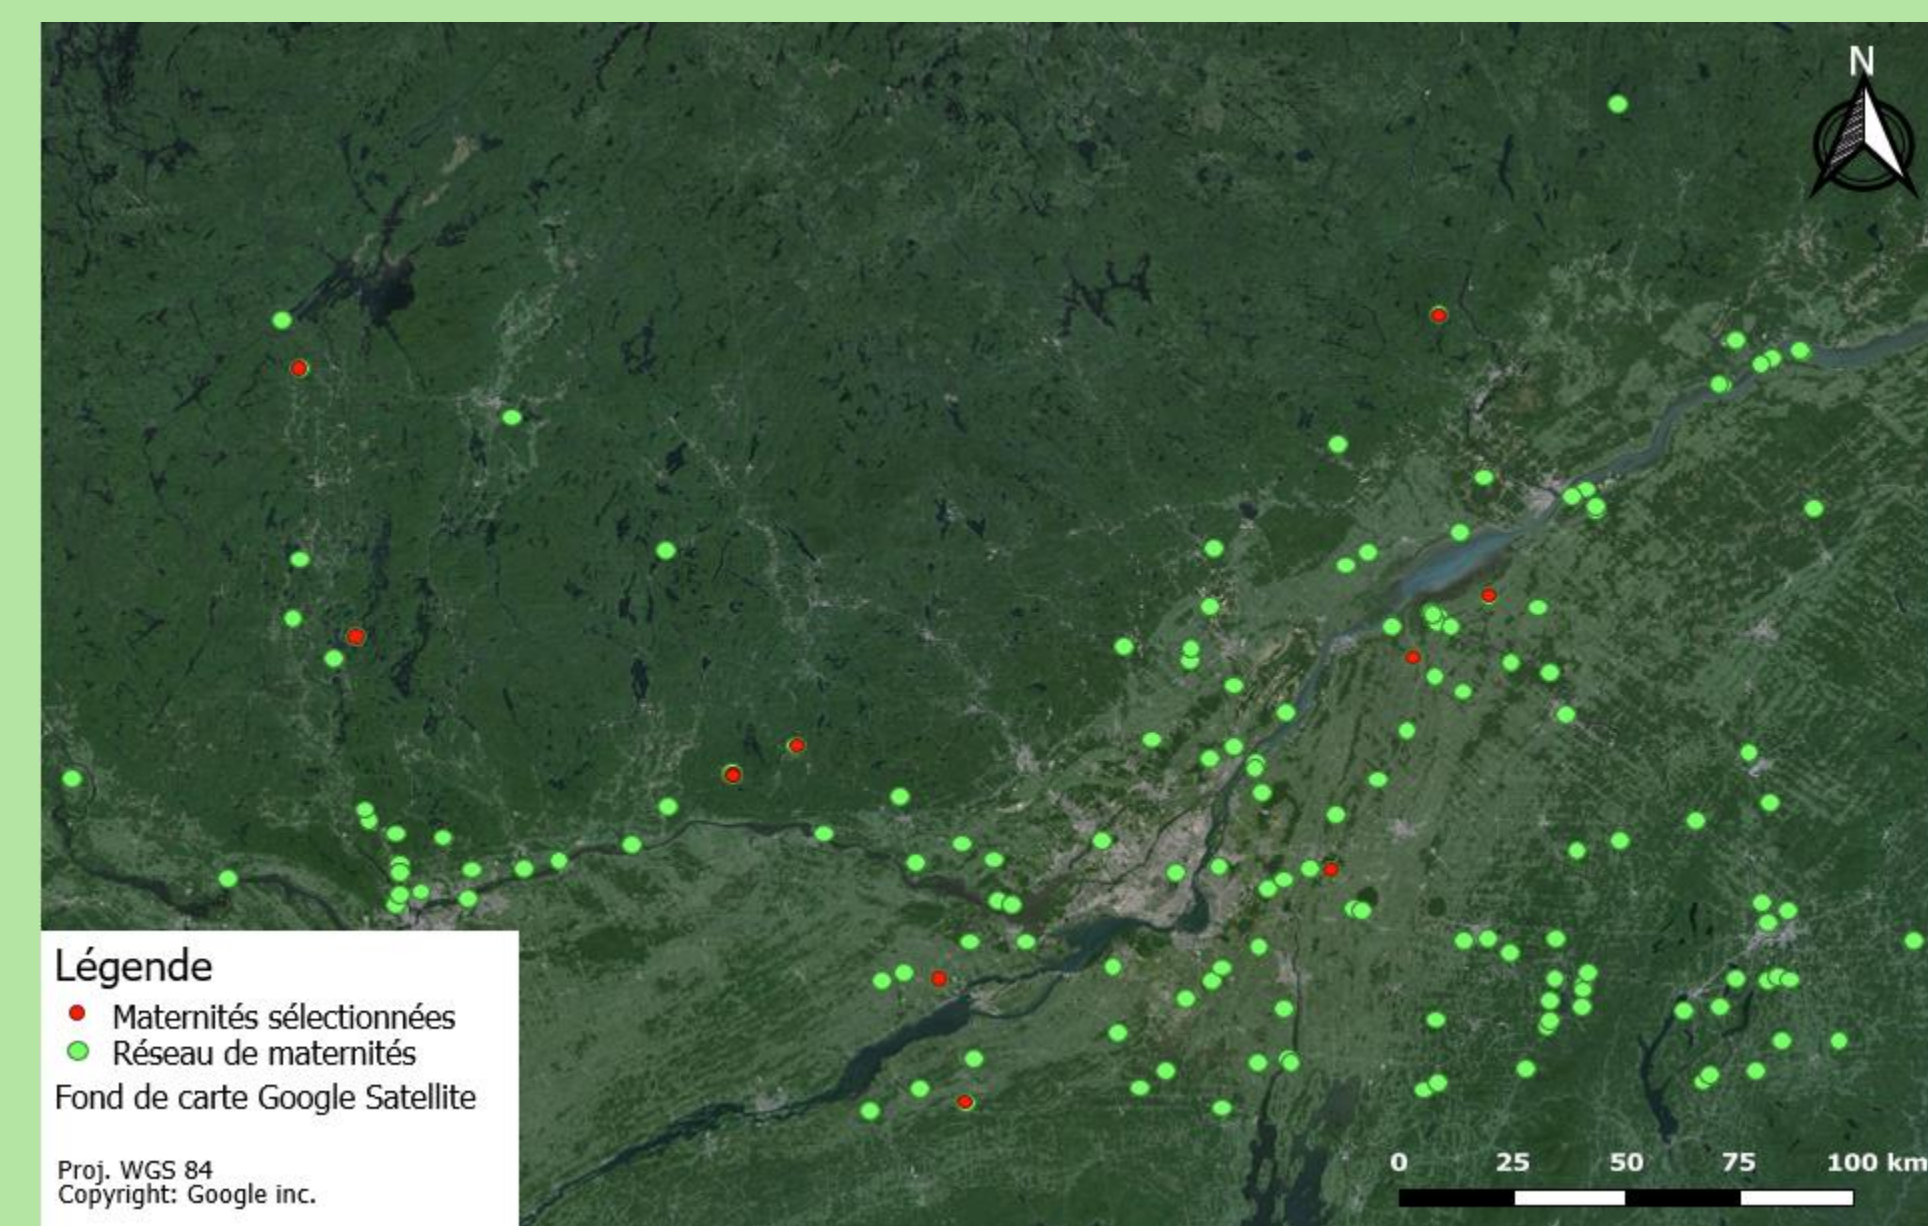 N
Légende
Maternités sélectionnées
Réseau de maternités
Fond de carte Google Satellite
Proj. WGS 84
Copyright: Google inc.
0 25 50 75 100 km